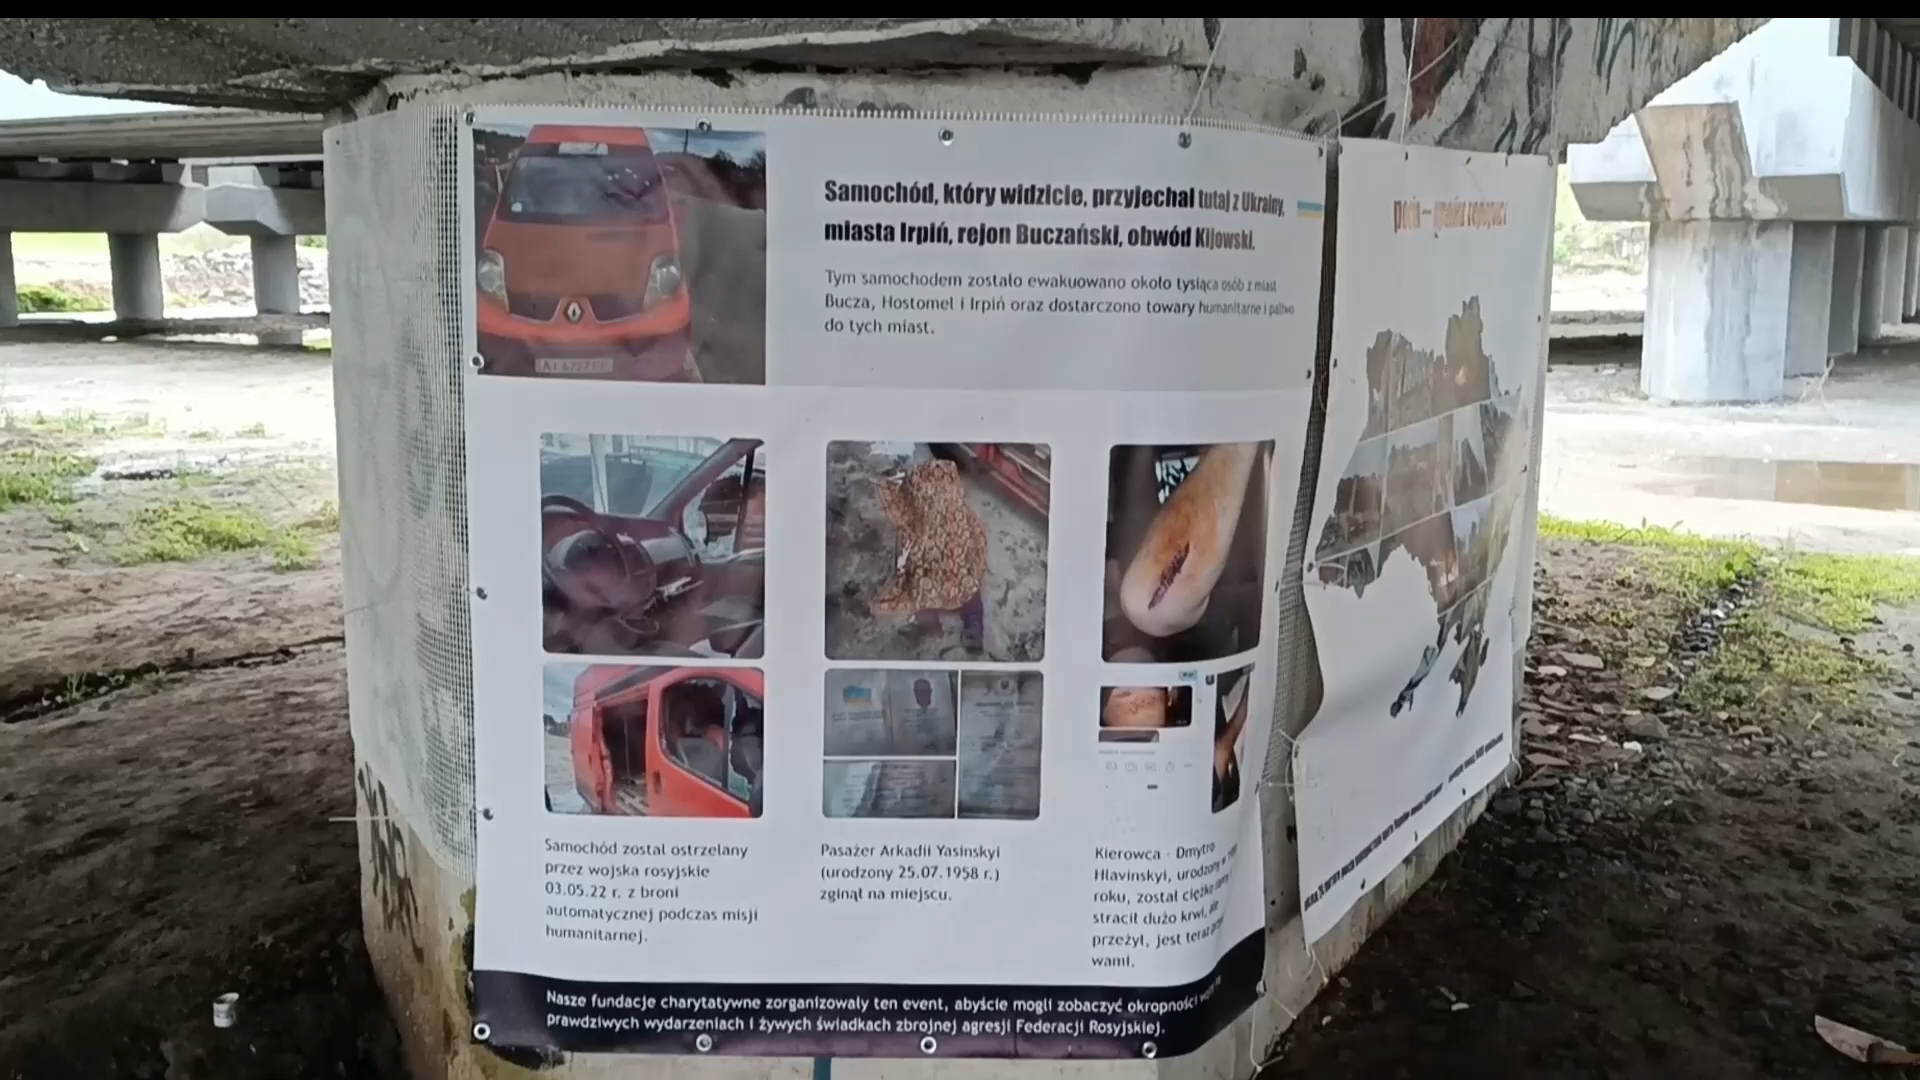 Samochód, który widzicie, przyjechał tutaj z Ukrainy,
miasta Irpiń, rejon Buczański, obwód Kijowski.
Tym samochodem zostało ewakuowano około tysiąca osób z miast
Bucza, Hostomel i Irpiń oraz dostarczono towary humanitarne i paliwo
do tych miast.
Samochód został ostrzelany
przez wojska rosyjskie
03.05.22 r. z broni
automatycznej podczas misji
humanitarnej.
Pasażer Arkadii Yasinskyi
(urodzony 25.07.1958 r.)
zginął na miejscu.
Kierowca - Dmytro
Hlavinskyi, urodzony w
roku, został ciężko
stracił dużo krwi, ale
przeżył, jest teraz
wami.
Nasze fundacje charytatywne zorganizowały ten event, abyście mogli zobaczyć okropności
prawdziwych wydarzeniach i żywych świadkach zbrojnej agresji Federacji Rosyjskiej.